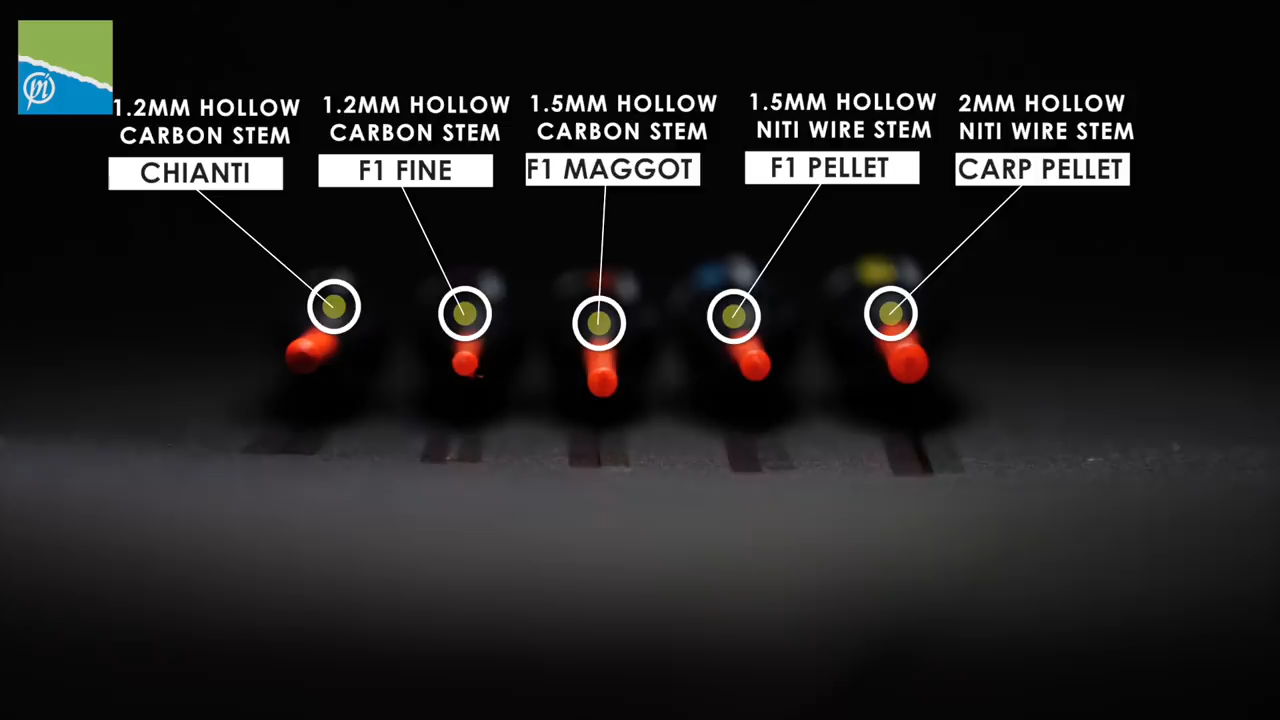 pi
1.2MM HOLLOW
CARBON STEM
CHIANTI
1.2MM HOLLOW
CARBON STEM
F1 FINE
1.5MM HOLLOW
CARBON STEM
F1 MAGGOT
1.5MM HOLLOW
NITI WIRE STEM
F1 PELLET
2MM HOLLOW
NITI WIRE STEM
CARP PELLET